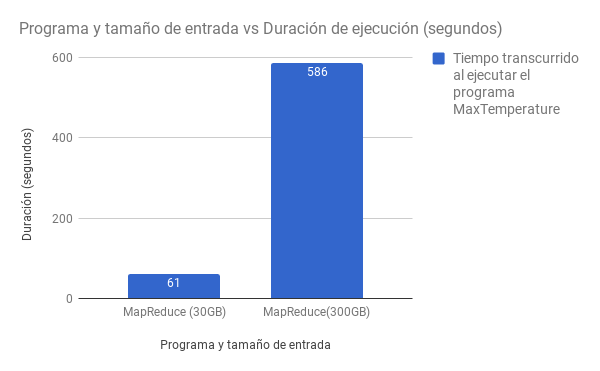 Programa y tamaño de entrada vs Duración de ejecución (segundos)
600
400
200
0
Duración (segundos)
61
586
MapReduce (30GB)
MapReduce(300GB)
Programa y tamaño de entrada
Tiempo transcurrido
al ejecutar el
programa
MaxTemperature